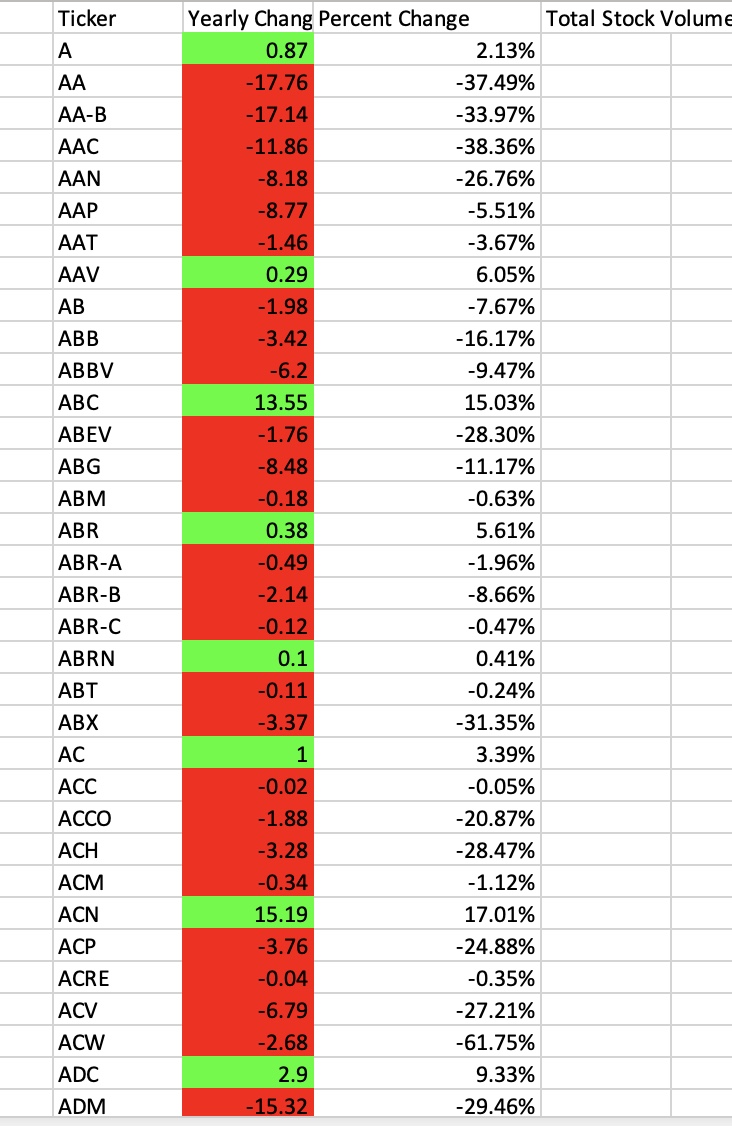 Ticker Yearly Chang Percent Change Total Stock Volume
A 0.87 2.13%
AA -17.76 -37.49%
AA-B -17.14 -33.97%
AAC -11.86 -38.36%
AAN -8.18 -26.76%
AAP -8.77 -5.51%
AAT -1.46 -3.67%
AAV 0.29 6.05%
AB -1.98 -7.67%
ABB -3.42 -16.17%
ABBV -6.2 -9.47%
ABC 13.55 15.03%
ABEV -1.76 -28.30%
ABG -8.48 -11.17%
ABM -0.18 -0.63%
ABR 0.38 5.61%
ABR-A -0.49 -1.96%
ABR-B -2.14 -8.66%
ABR-C -0.12 -0.47%
ABRN 0.1 0.41%
ABT -0.11 -0.24%
ABX -3.37 -31.35%
AC 1 3.39%
ACC -0.02 -0.05%
ACCO -1.88 -20.87%
ACH -3.28 -28.47%
ACM -0.34 -1.12%
ACN 15.19 17.01%
ACP -3.76 -24.88%
ACRE -0.04 -0.35%
ACV -6.79 -27.21%
ACW -2.68 -61.75%
ADC 2.9 9.33%
ADM -15.32 -29.46%